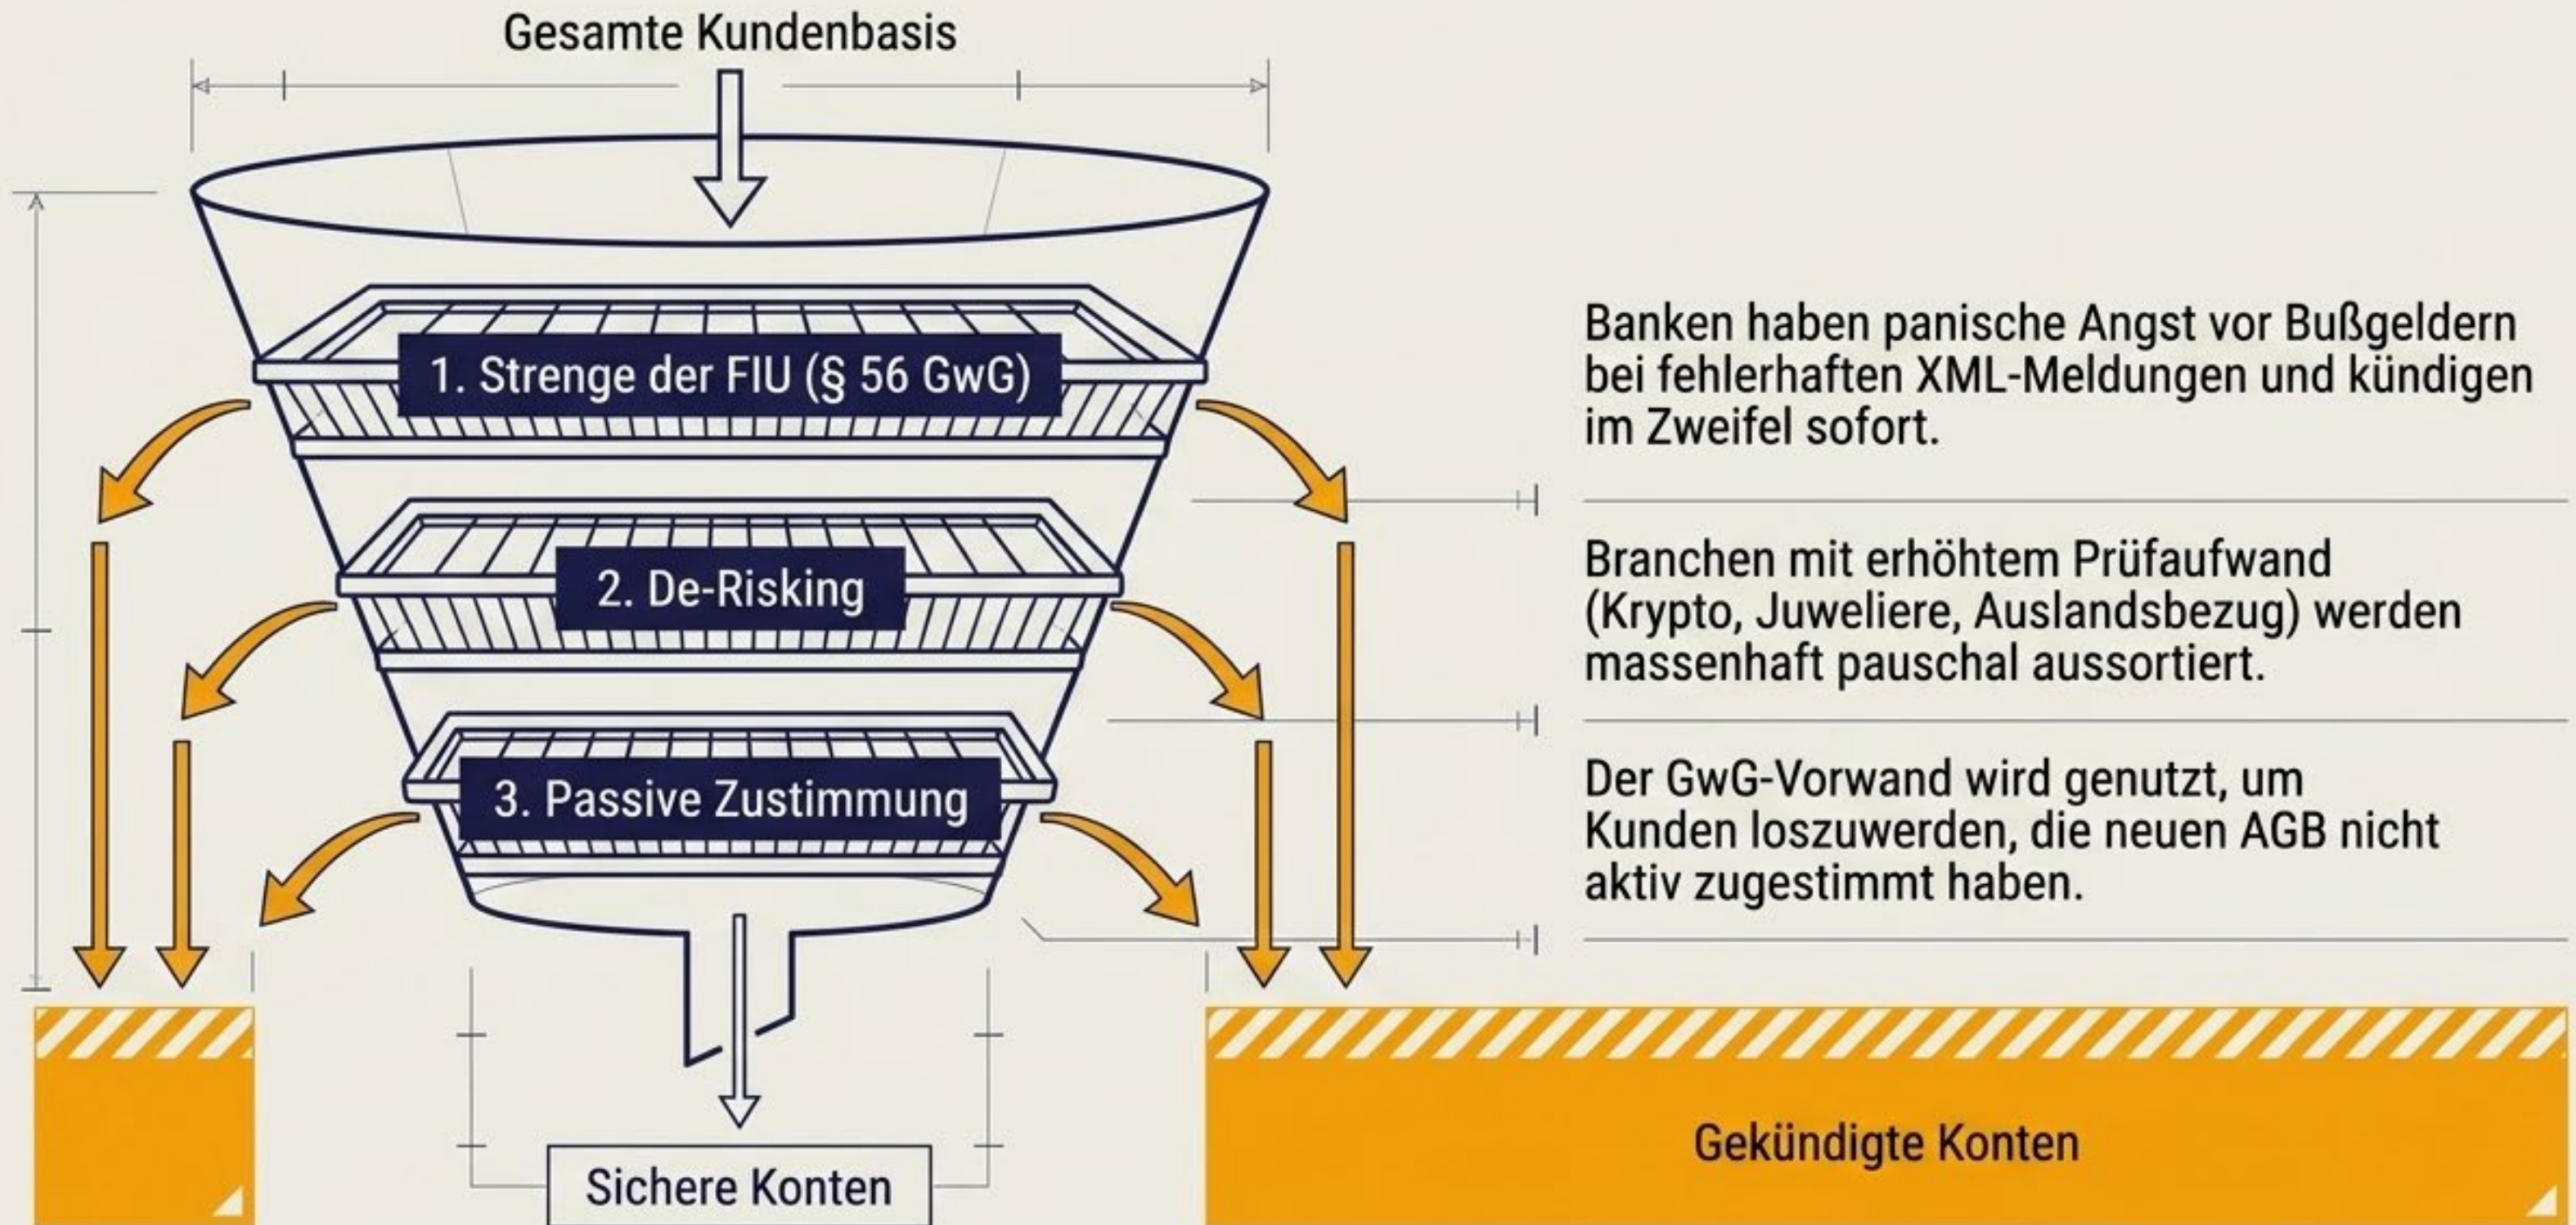 Gesamte Kundenbasis
1. Strenge der FIU (§ 56 GwG)
Banken haben panische Angst vor Bußgeldern
bei fehlerhaften XML-Meldungen und kündigen
im Zweifel sofort.
2. De-Risking
Branchen mit erhöhtem Prüfaufwand
(Krypto, Juweliere, Auslandsbezug) werden
massenhaft pauschal aussortiert.
3. Passive Zustimmung
Der GwG-Vorwand wird genutzt, um
Kunden loszuwerden, die neuen AGB nicht
aktiv zugestimmt haben.
Sichere Konten
Gekündigte Konten